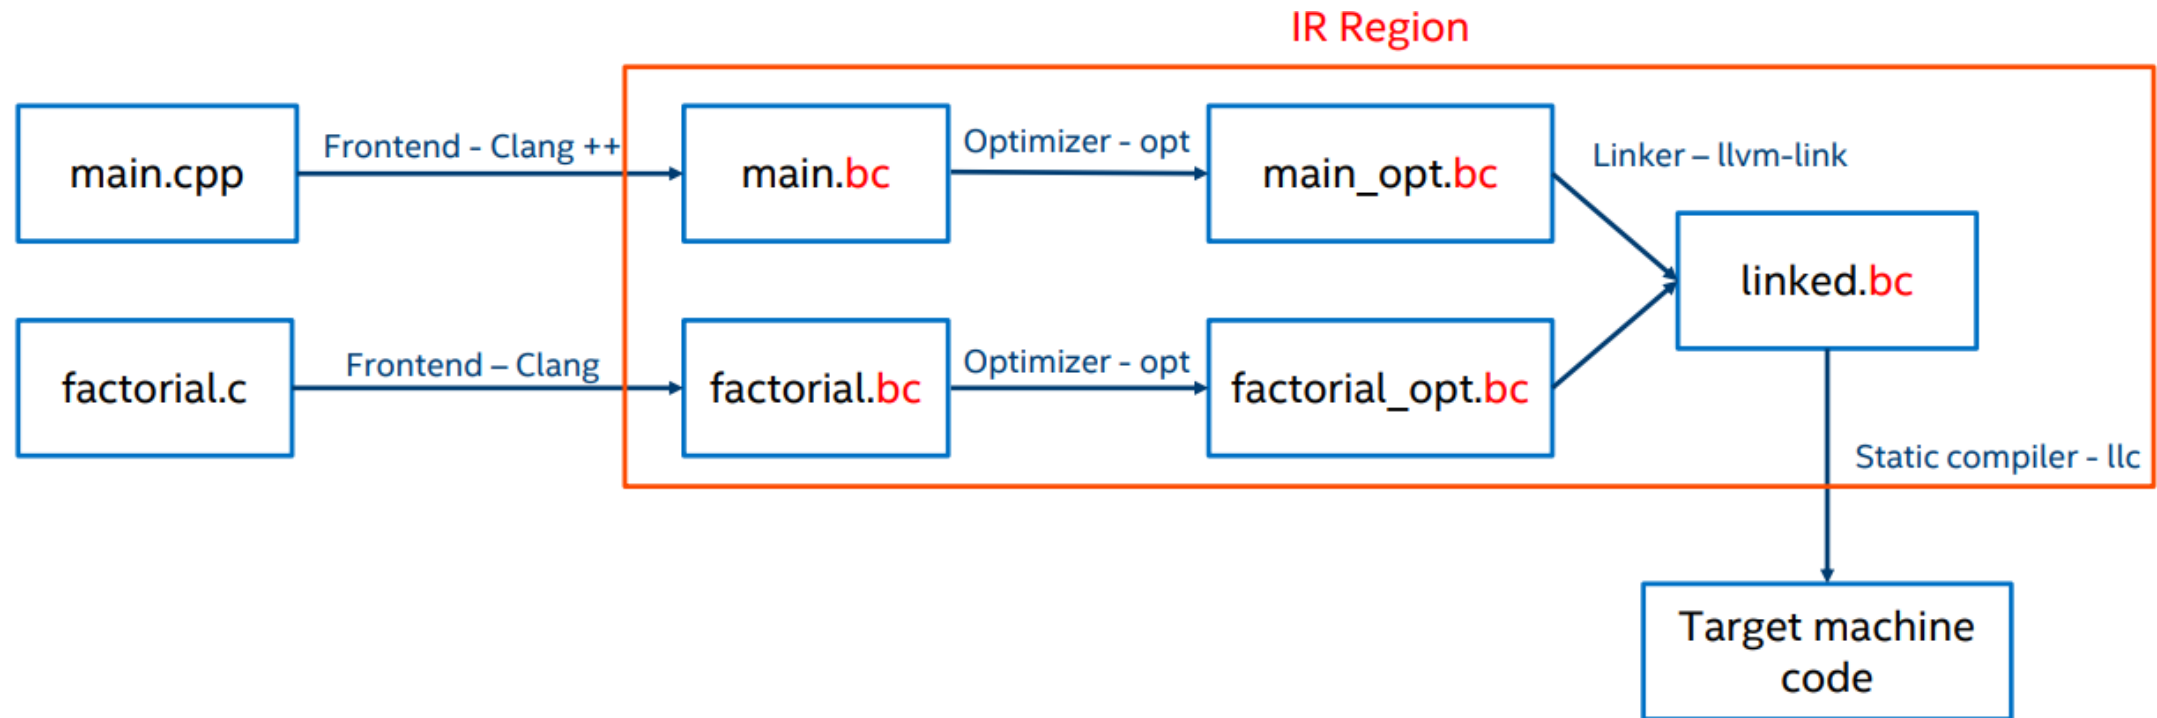 IR Region
main.cpp
Frontend - Clang ++
main.bc
Optimizer - opt
main_opt.bc
Linker – llvm-link
linked.bc
factorial.c
Frontend – Clang
factorial.bc
Optimizer - opt
factorial_opt.bc
Static compiler - llc
Target machine
code